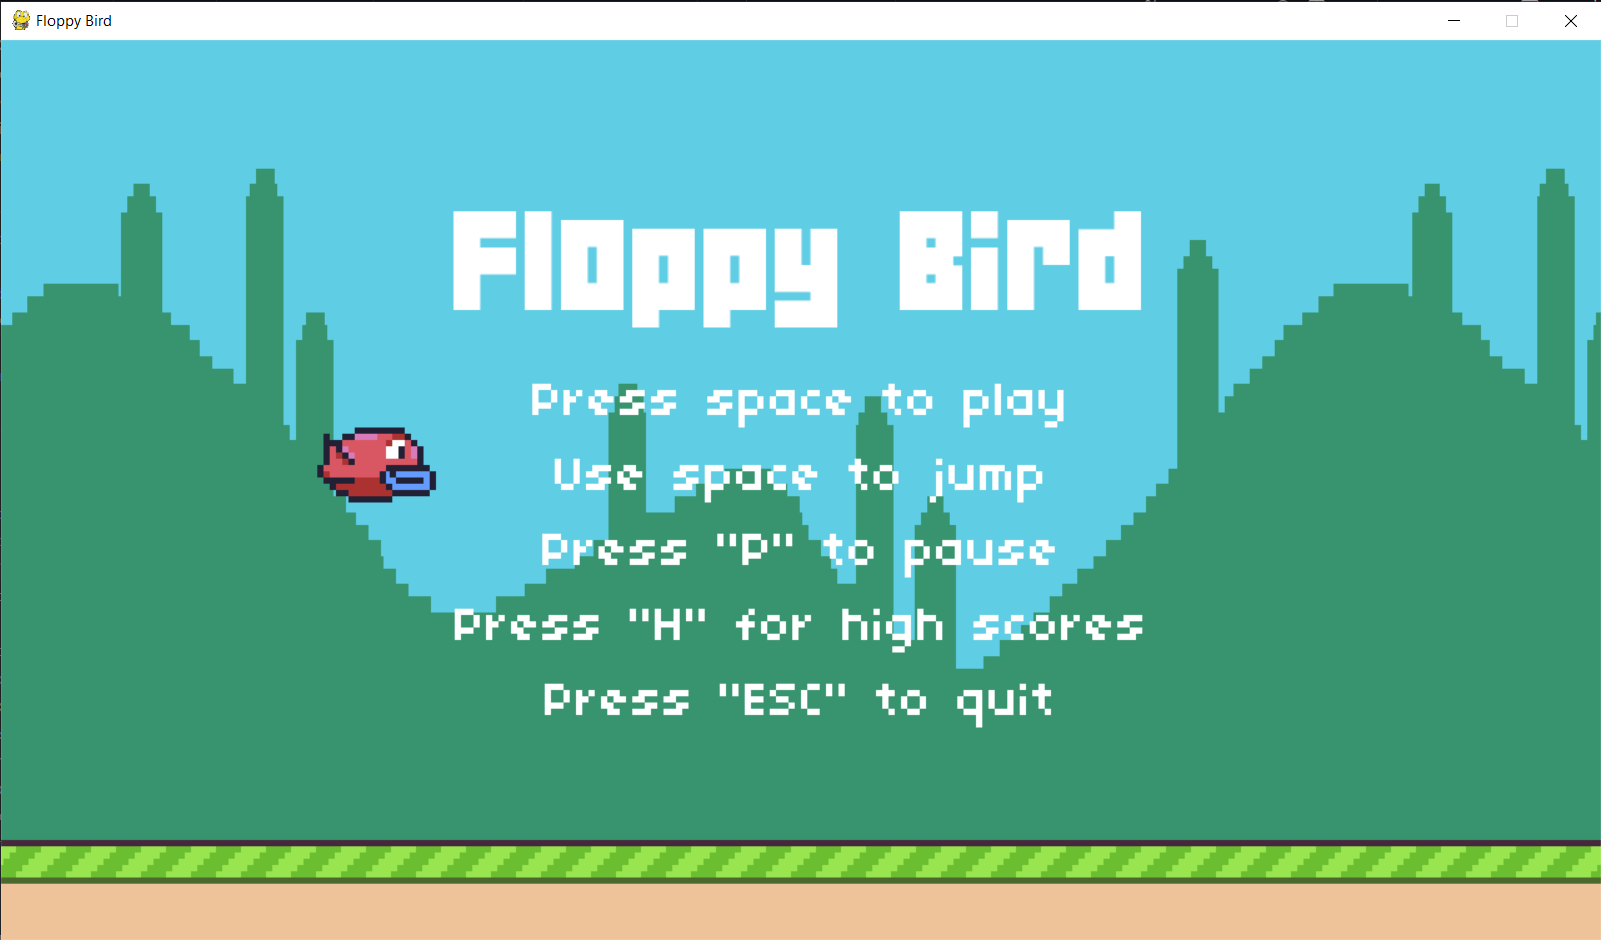 Floppy Bird
Floppy Bird
Press space to play
Use space to jump
Press "P" to pause
Press "H" for high scores
Press "ESC" to quit